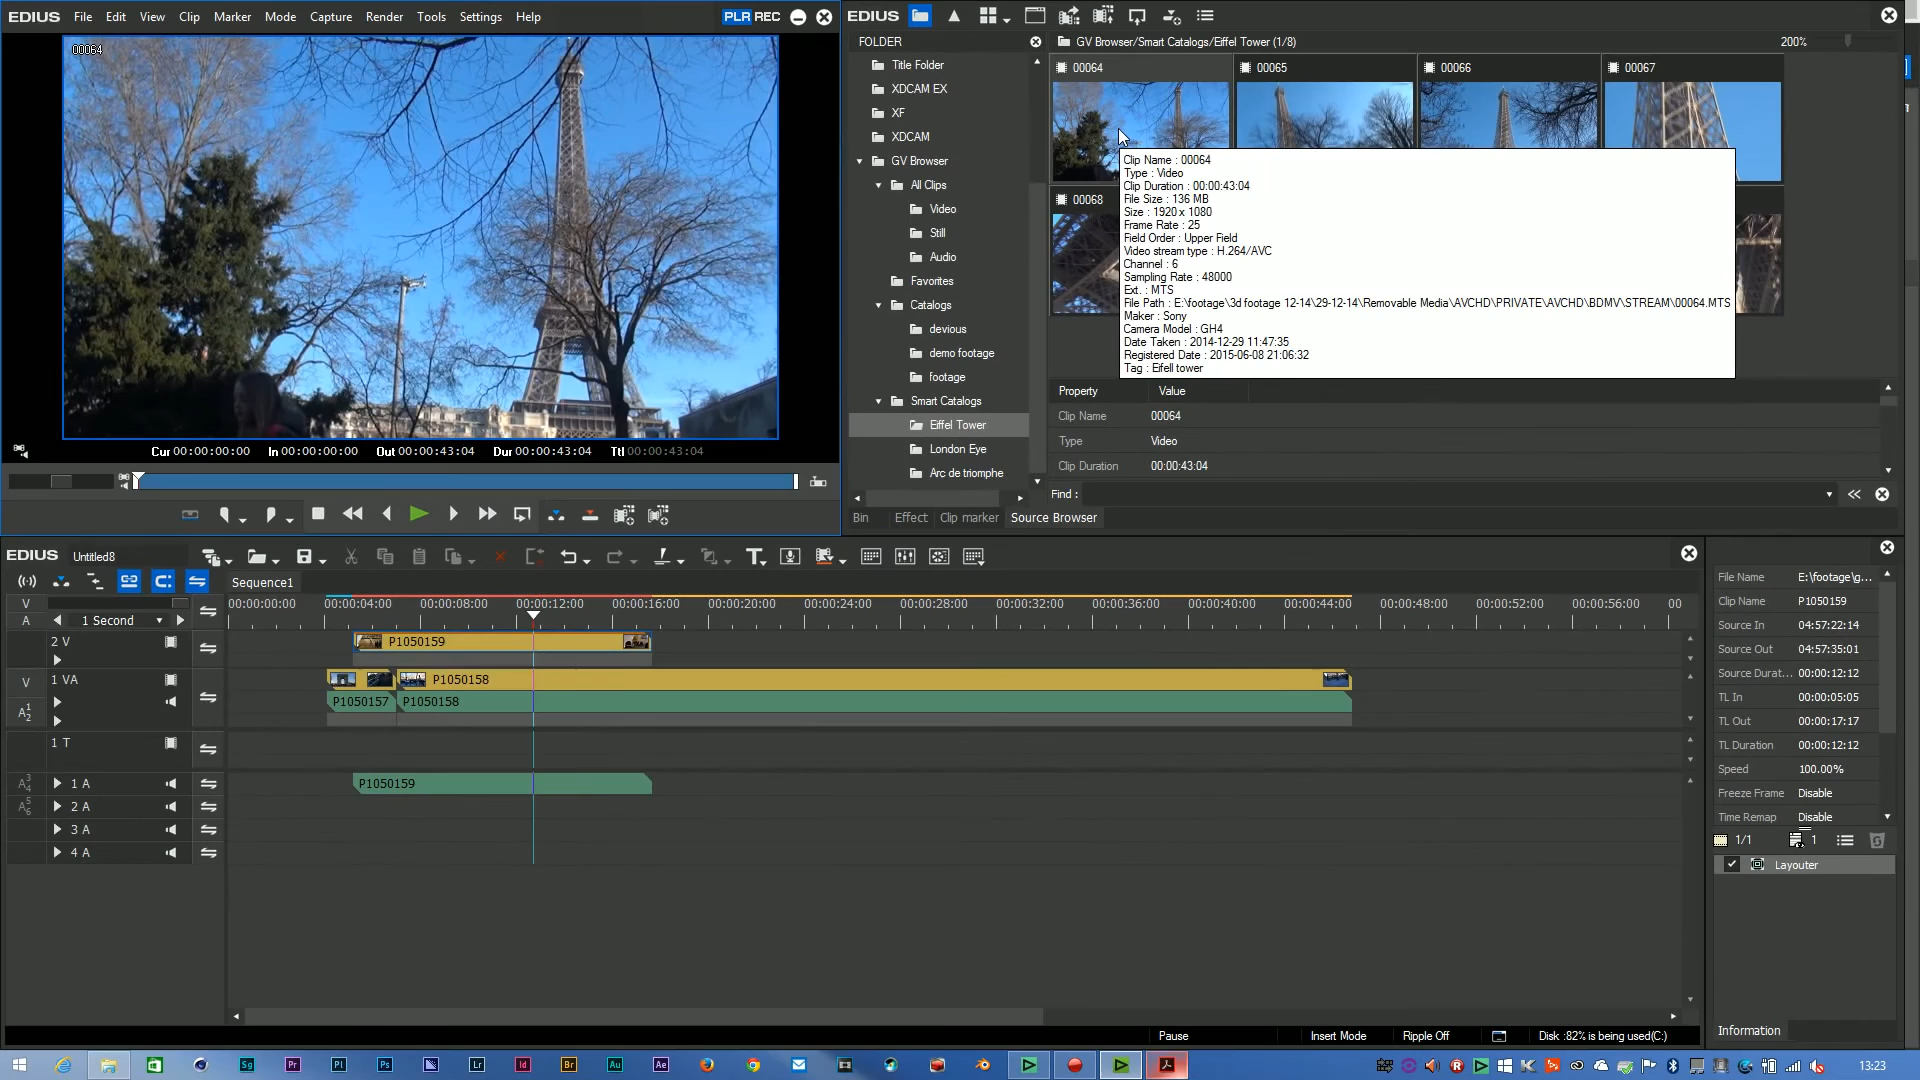 EDIUS File Edit View Clip Marker Mode Capture Render Tools Settings Help PLR REC
00064
Cur 00:00:00:00 In 00:00:00:00 Out 00:00:43:04 Dur 00:00:43:04 Ttl 00:00:43:04
EDIUS
FOLDER
GV Browser/Smart Catalogs/Eiffel Tower (1/8)
200%
Title Folder
XDCAM EX
XF
XDCAM
GV Browser
All Clips
Video
Still
Audio
Favorites
Catalogs
devious
demo footage
footage
Smart Catalogs
Eiffel Tower
London Eye
Arc de triomphe
00064
00065
00066
00067
00068
Clip Name : 00064
Type : Video
Clip Duration : 00:00:43:04
File Size : 136 MB
Size : 1920 x 1080
Frame Rate : 25
Field Order : Upper Field
Video stream type : H.264/AVC
Channel : 6
Sampling Rate : 48000
Ext. : MTS
File Path : E:\footage\3d footage 12-14\29-12-14\Removable Media\AVCHD\PRIVATE\AVCHD\BDMV\STREAM\00064.MTS
Maker : Sony
Camera Model : GH4
Date Taken : 2014-12-29 11:47:35
Registered Date : 2015-06-08 21:06:32
Tag : Eifell tower
Property Value
Clip Name 00064
Type Video
Clip Duration 00:00:43:04
Find :
Bin Effect Clip marker Source Browser
EDIUS Untitled8
Sequence1
V
A
1 Second
00:00:00:00 00:00:04:00 00:00:08:00 00:00:12:00 00:00:16:00 00:00:20:00 00:00:24:00 00:00:28:00 00:00:32:00 00:00:36:00 00:00:40:00 00:00:44:00 00:00:48:00 00:00:52:00 00:00:56:00 00
2 V P1050159
V 1 VA P1050158
A1 2 P1050157 P1050158
1 T
A3 4 1 A P1050159
A5 6 2 A
3 A
4 A
File Name E:\footage\g...
Clip Name P1050159
Source In 04:57:22:14
Source Out 04:57:35:01
Source Durat... 00:00:12:12
TL In 00:00:05:05
TL Out 00:00:17:17
TL Duration 00:00:12:12
Speed 100.00%
Freeze Frame Disable
Time Remap Disable
1/1 1
Layouter
Information
Pause Insert Mode Ripple Off Disk :82% is being used(C:)
Sg Pr Pl Ps Lr Id Br Au Ae
13:23